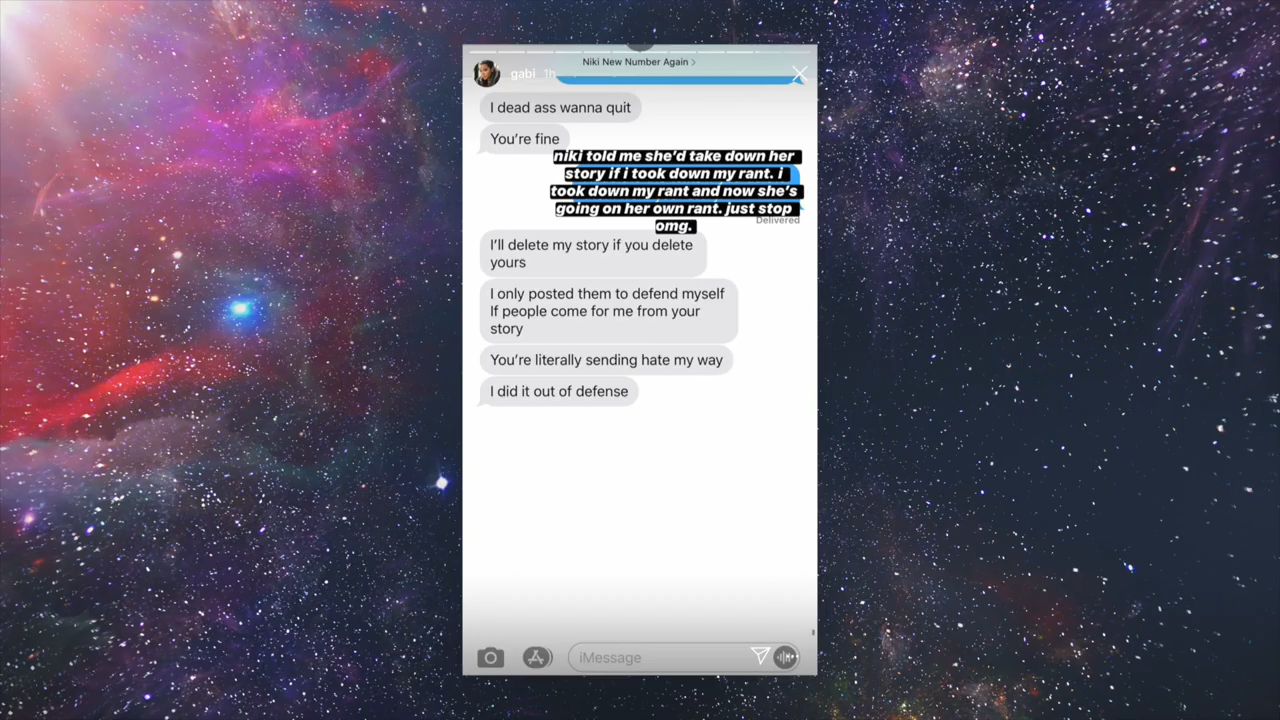 Niki New Number Again >
gabi 1h
I dead ass wanna quit
You're fine
niki told me she'd take down her
story if i took down my rant. i
took down my rant and now she's
going on her own rant. just stop
omg.
Delivered
I'll delete my story if you delete
yours
I only posted them to defend myself
If people come for me from your
story
You're literally sending hate my way
I did it out of defense
iMessage